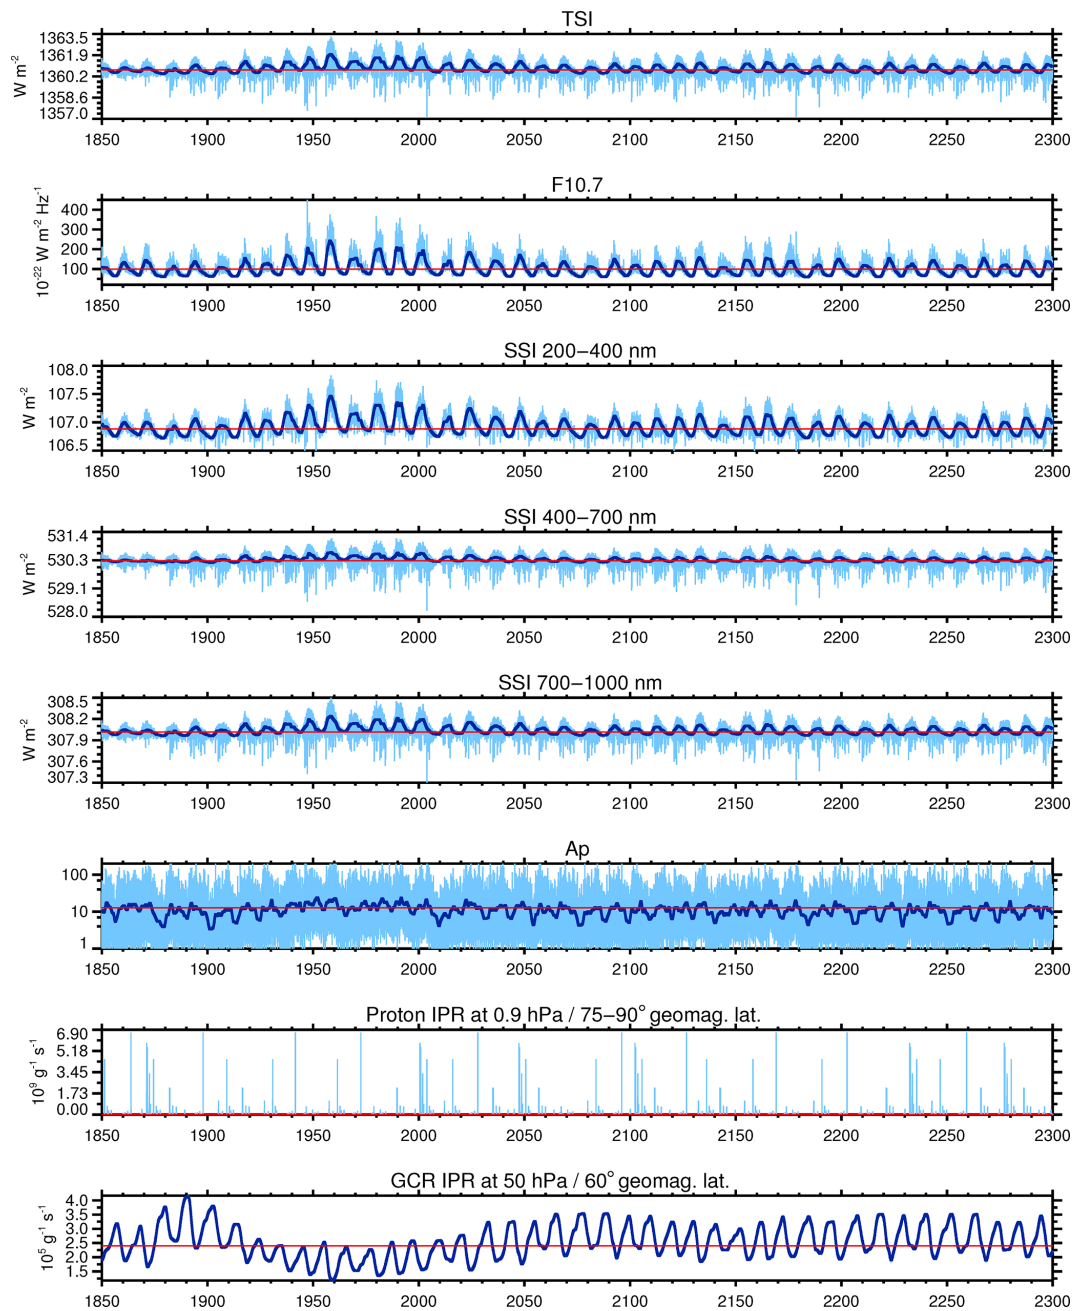 TSI
W m-2
1363.5
1361.9
1360.2
1358.6
1357.0
1850 1900 1950 2000 2050 2100 2150 2200 2250 2300
F10.7
10-22 W m-2 Hz-1
400
300
200
100
1850 1900 1950 2000 2050 2100 2150 2200 2250 2300
SSI 200−400 nm
W m-2
108.0
107.5
107.0
106.5
1850 1900 1950 2000 2050 2100 2150 2200 2250 2300
SSI 400−700 nm
W m-2
531.4
530.3
529.1
528.0
1850 1900 1950 2000 2050 2100 2150 2200 2250 2300
SSI 700−1000 nm
W m-2
308.5
308.2
307.9
307.6
307.3
1850 1900 1950 2000 2050 2100 2150 2200 2250 2300
Ap
100
10
1
1850 1900 1950 2000 2050 2100 2150 2200 2250 2300
Proton IPR at 0.9 hPa / 75−90° geomag. lat.
10⁹ g-1 s-1
6.90
5.18
3.45
1.73
0.00
1850 1900 1950 2000 2050 2100 2150 2200 2250 2300
GCR IPR at 50 hPa / 60° geomag. lat.
10⁵ g-1 s-1
4.0
3.5
3.0
2.5
2.0
1.5
1850 1900 1950 2000 2050 2100 2150 2200 2250 2300